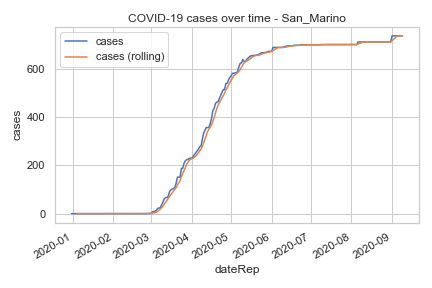 COVID-19 cases over time - San_Marino
cases
cases (rolling)
cases
600
400
200
0
2020-01
2020-02
2020-03
2020-04
2020-05
2020-06
2020-07
2020-08
2020-09
dateRep